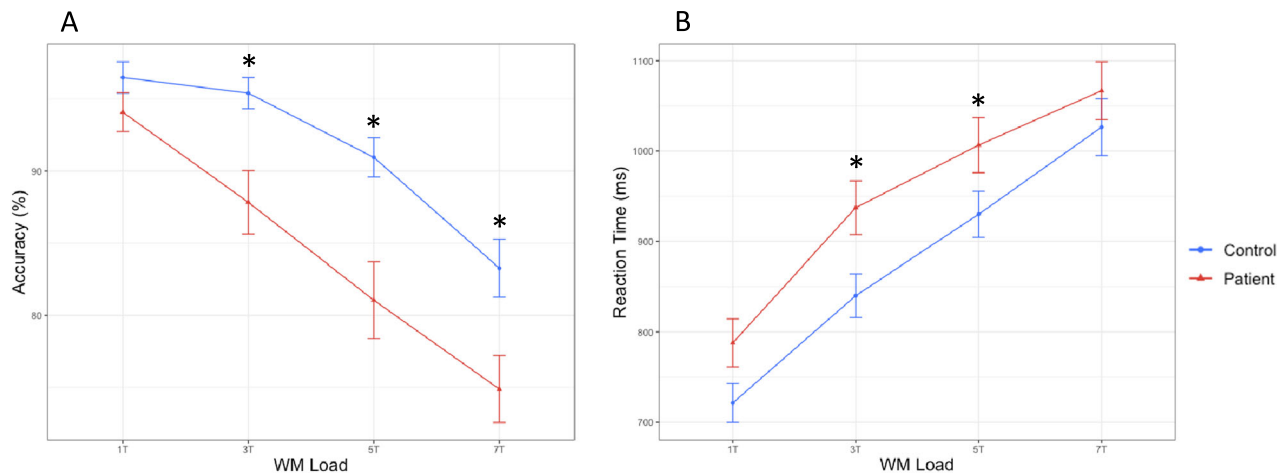 A
B
*
*
*
*
*
90
80
Accuracy (%)
1T
3T
5T
7T
WM Load
1100
1000
900
800
700
Reaction Time (ms)
1T
3T
5T
7T
WM Load
Control
Patient